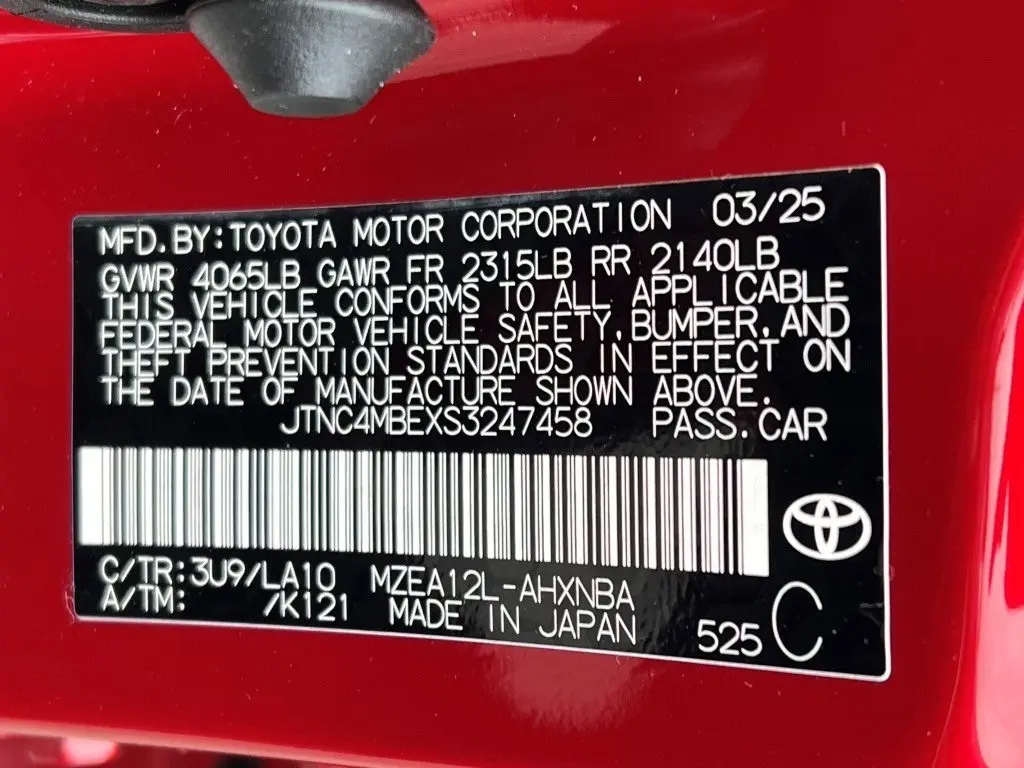 MFD.BY:TOYOTA MOTOR CORPORATION 03/25
GVWR 4065LB GAWR FR 2315LB RR 2140LB
THIS VEHICLE CONFORMS TO ALL APPLICABLE
FEDERAL MOTOR VEHICLE SAFETY,BUMPER,AND
THEFT PREVENTION STANDARDS IN EFFECT ON
THE DATE OF MANUFACTURE SHOWN ABOVE.
JTNC4MBEXS3247458 PASS.CAR
C/TR:3U9/LA10 MZEA12L-AHXNBA
A/TM: /K121 MADE IN JAPAN 525 C